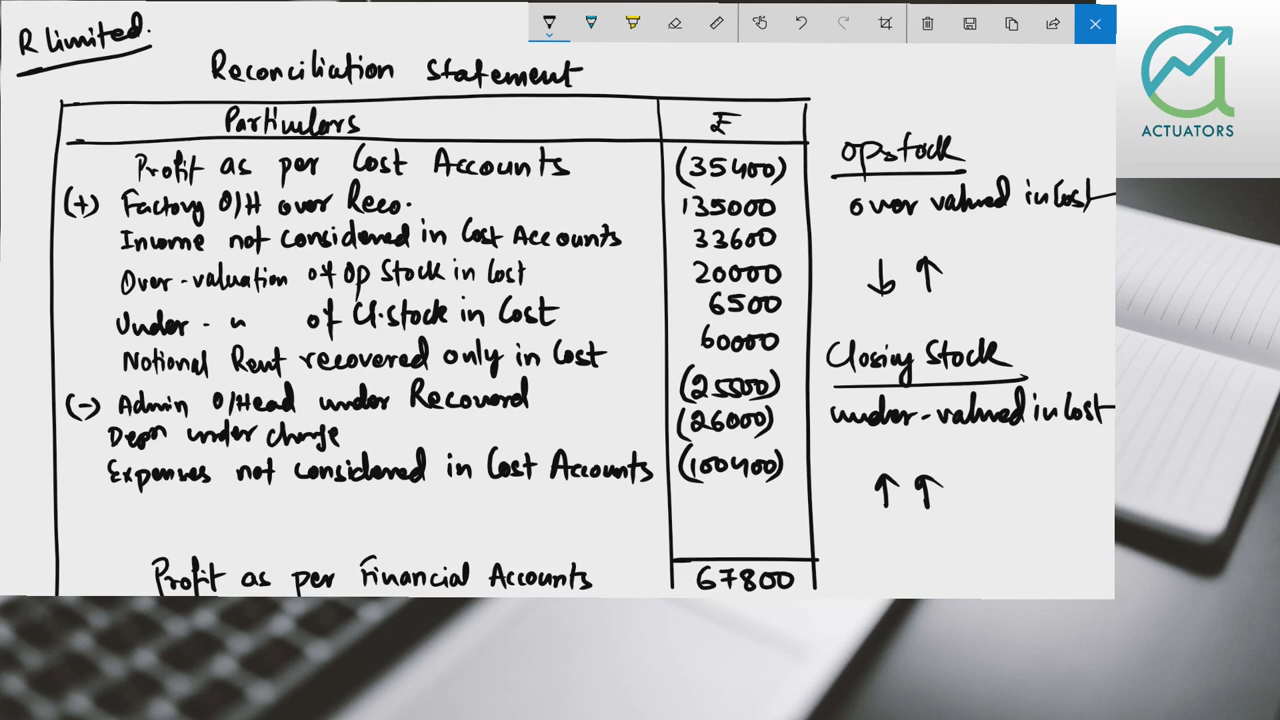 R Limited.
Reconciliation Statement
Particulars ₹
Profit as per Cost Accounts (35400)
(+) Factory O/H over Reco. 135000
Income not Considered in Cost Accounts 33600
Over-valuation of Op Stock in Cost 20000
Under - " of Cl. Stock in Cost 6500
Notional Rent recovered only in Cost 60000
(-) Admin O/Head under Recovered (25500)
Depn under charge (26000)
Expenses not considered in Cost Accounts (100400)
Profit as per Financial Accounts 67800
Op stock
over valued in Cost
↓ ↑
Closing Stock
under-valued in Cost
↑ ↑
ACTUATORS